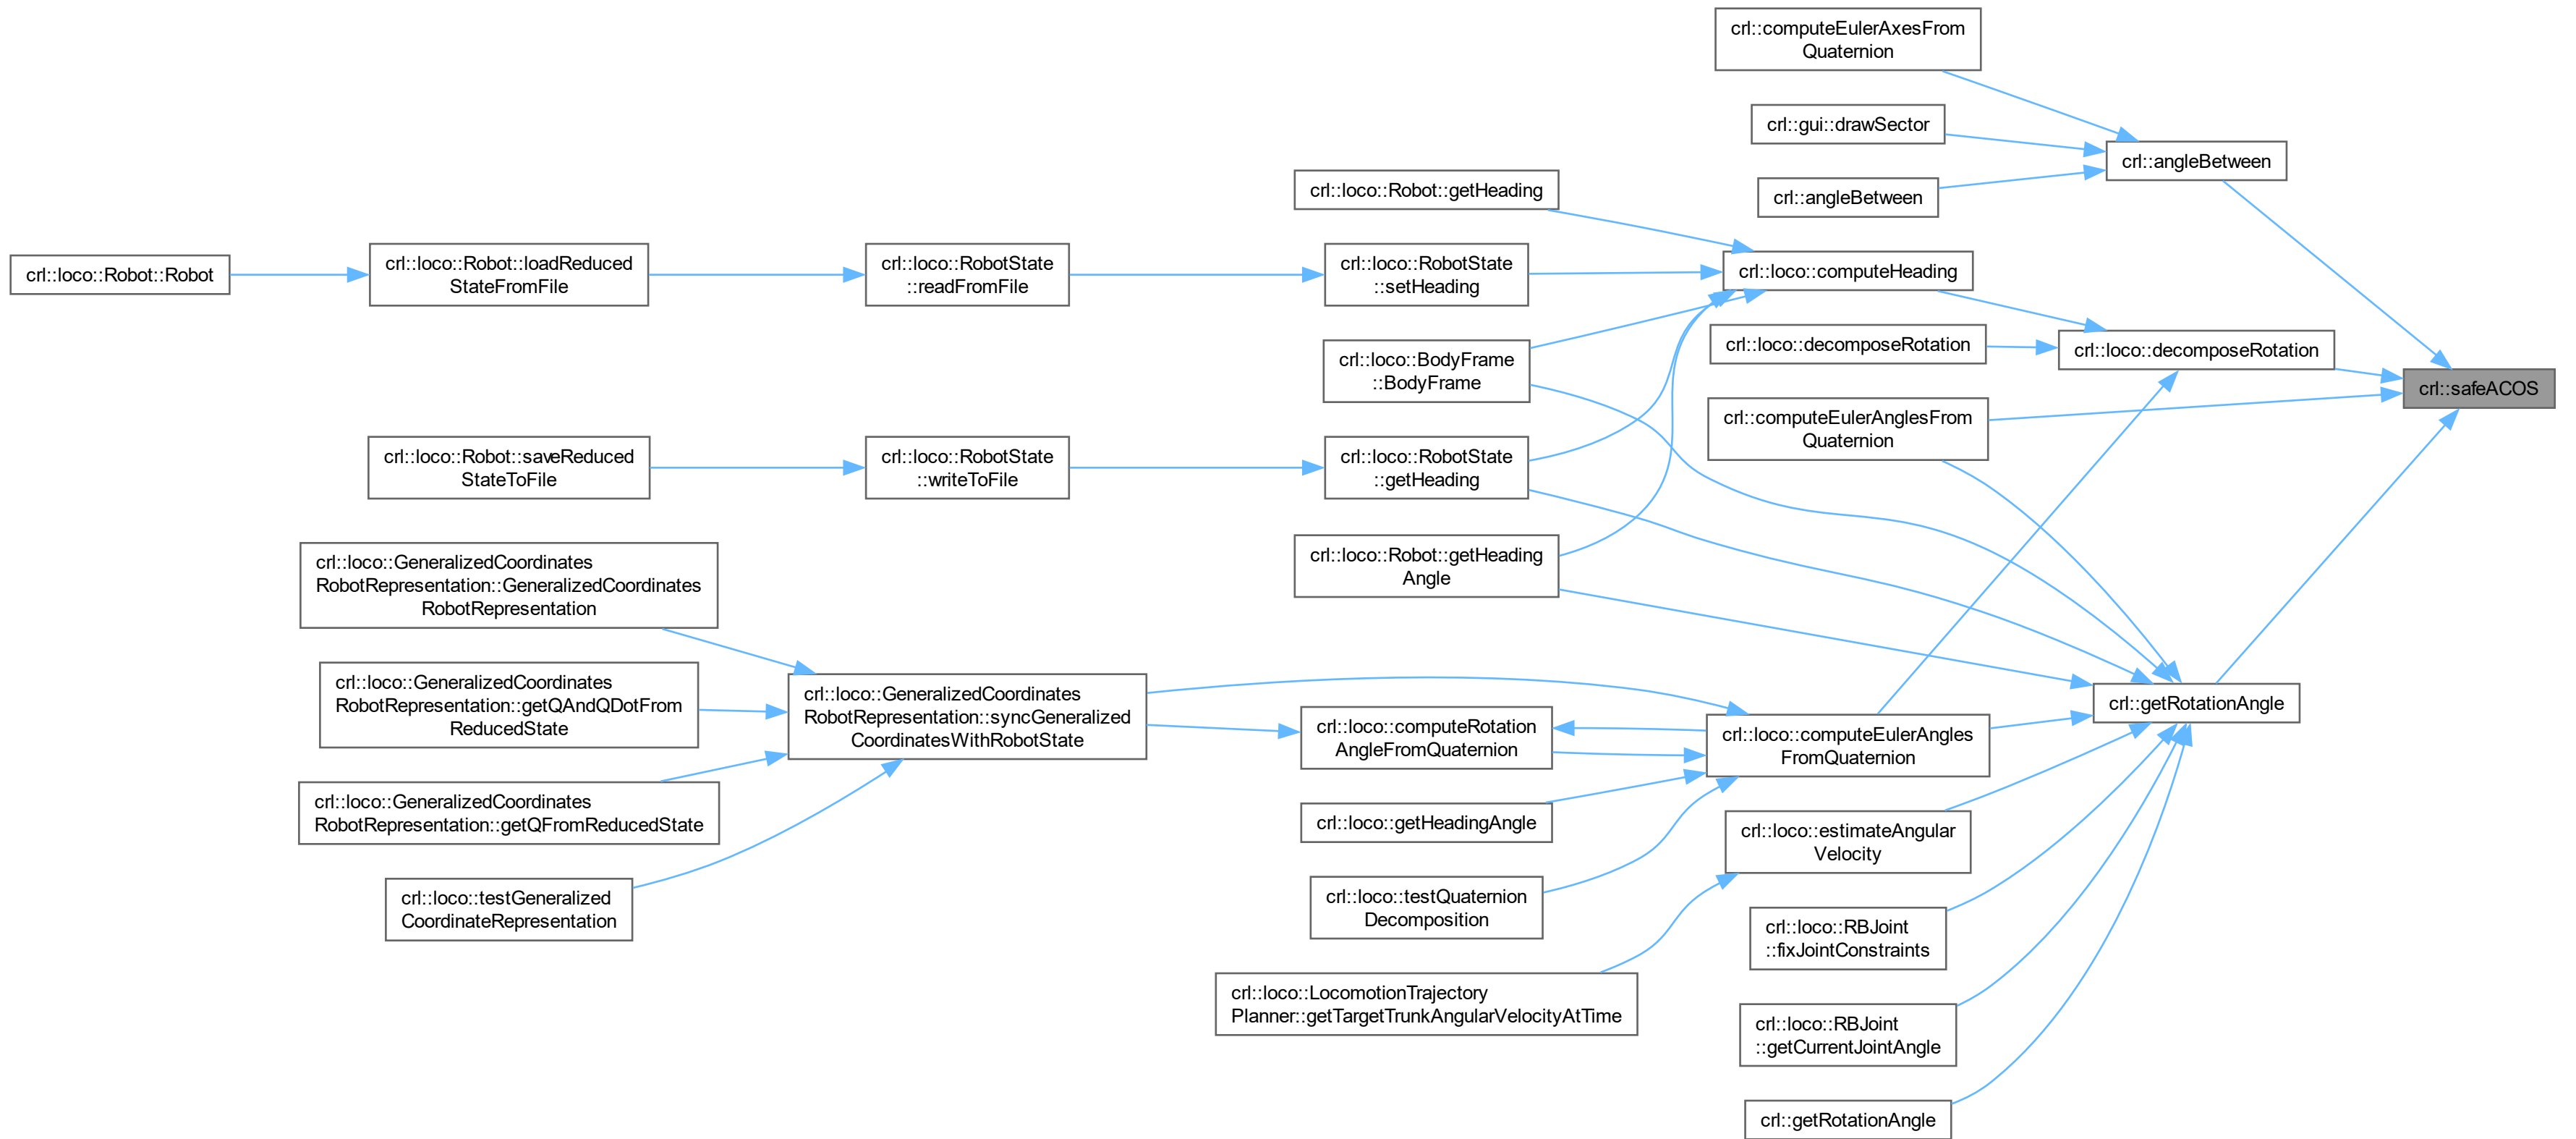 crl::computeEulerAxesFrom
Quaternion
crl::gui::drawSector
crl::angleBetween
crl::angleBetween
crl::loco::Robot::getHeading
crl::loco::Robot::Robot
crl::loco::Robot::loadReduced
StateFromFile
crl::loco::RobotState
::readFromFile
crl::loco::RobotState
::setHeading
crl::loco::computeHeading
crl::loco::BodyFrame
::BodyFrame
crl::loco::decomposeRotation
crl::loco::decomposeRotation
crl::safeACOS
crl::computeEulerAnglesFrom
Quaternion
crl::loco::Robot::saveReduced
StateToFile
crl::loco::RobotState
::writeToFile
crl::loco::RobotState
::getHeading
crl::loco::Robot::getHeading
Angle
crl::loco::GeneralizedCoordinates
RobotRepresentation::GeneralizedCoordinates
RobotRepresentation
crl::loco::GeneralizedCoordinates
RobotRepresentation::getQAndQDotFrom
ReducedState
crl::loco::GeneralizedCoordinates
RobotRepresentation::syncGeneralized
CoordinatesWithRobotState
crl::loco::computeRotation
AngleFromQuaternion
crl::loco::computeEulerAngles
FromQuaternion
crl::getRotationAngle
crl::loco::GeneralizedCoordinates
RobotRepresentation::getQFromReducedState
crl::loco::getHeadingAngle
crl::loco::estimateAngular
Velocity
crl::loco::testGeneralized
CoordinateRepresentation
crl::loco::testQuaternion
Decomposition
crl::loco::RBJoint
::fixJointConstraints
crl::loco::LocomotionTrajectory
Planner::getTargetTrunkAngularVelocityAtTime
crl::loco::RBJoint
::getCurrentJointAngle
crl::getRotationAngle